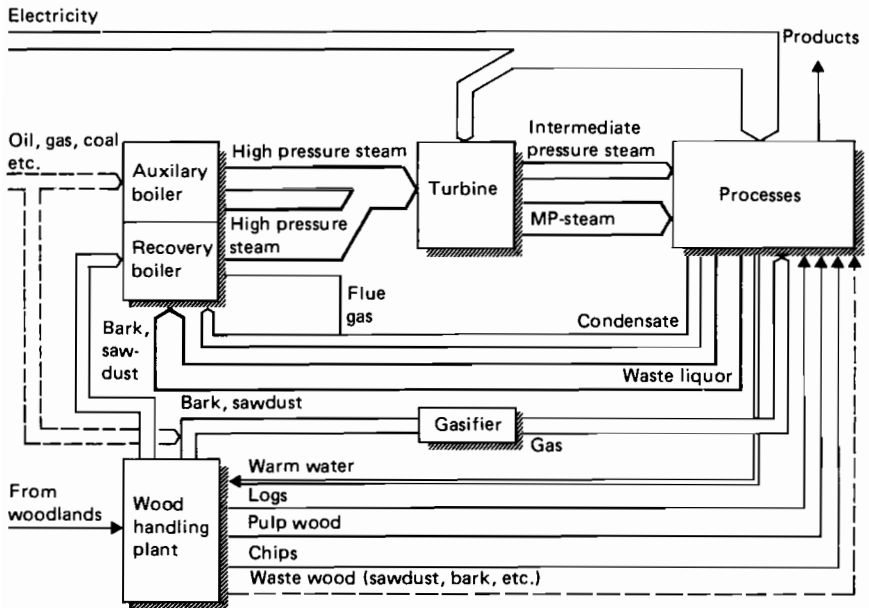 Electricity
Products
Oil, gas, coal
etc.
Auxilary
boiler
High pressure steam
Turbine
Intermediate
pressure steam
Processes
MP-steam
High pressure
steam
Recovery
boiler
Flue
gas
Condensate
Bark,
saw-
dust
Waste liquor
Bark, sawdust
Gasifier
Gas
Warm water
Logs
From
woodlands
Wood
handling
plant
Pulp wood
Chips
Waste wood (sawdust, bark, etc.)